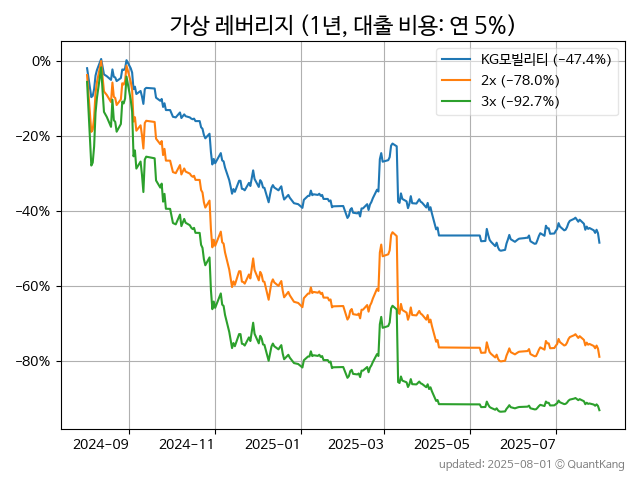 가상 레버리지 (1년, 대출 비용: 연 5%)
KG모빌리티 (−47.4%)
2x (−78.0%)
3x (−92.7%)
0%
−20%
−40%
−60%
−80%
2024-09 2024-11 2025-01 2025-03 2025-05 2025-07
updated: 2025-08-01 © QuantKang